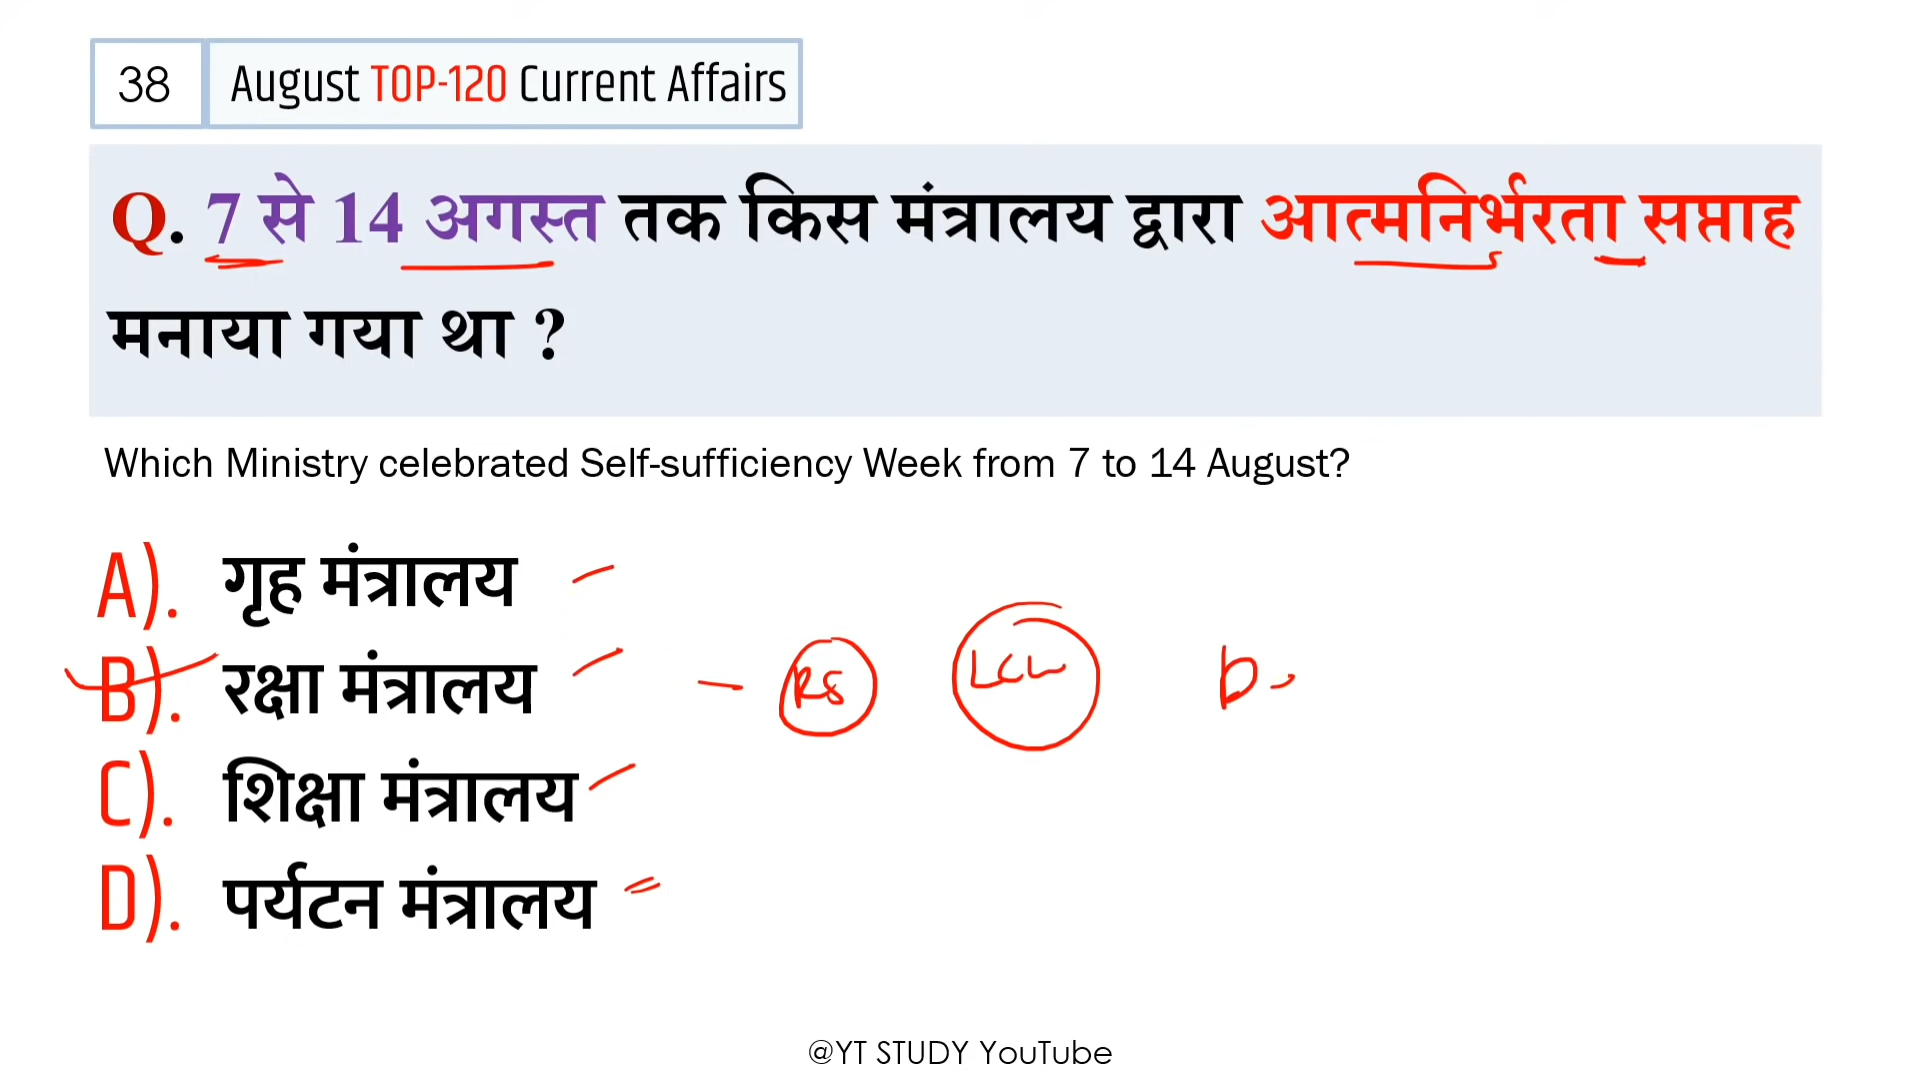 38 August TOP-120 Current Affairs
Q. 7 से 14 अगस्त तक किस मंत्रालय द्वारा आत्मनिर्भरता सप्ताह
मनाया गया था ?
Which Ministry celebrated Self-sufficiency Week from 7 to 14 August?
A). गृह मंत्रालय
B). रक्षा मंत्रालय - RS
C). शिक्षा मंत्रालय
D). पर्यटन मंत्रालय
@YT STUDY YouTube